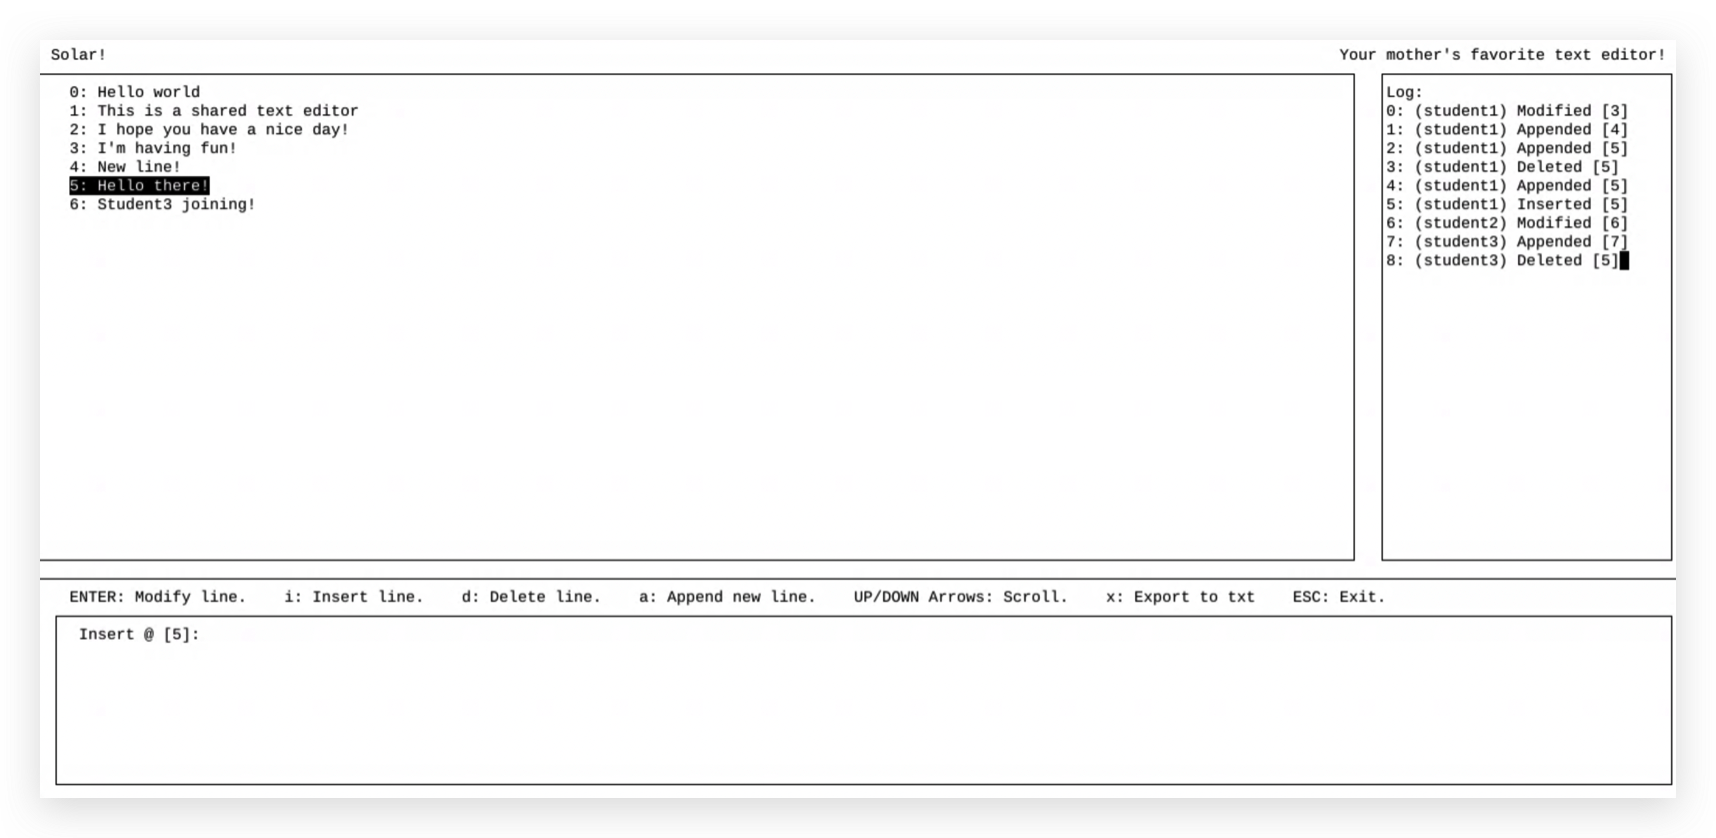 Solar! Your mother's favorite text editor!
0: Hello world
1: This is a shared text editor
2: I hope you have a nice day!
3: I'm having fun!
4: New line!
5: Hello there!
6: Student3 joining!
Log:
0: (student1) Modified [3]
1: (student1) Appended [4]
2: (student1) Appended [5]
3: (student1) Deleted [5]
4: (student1) Appended [5]
5: (student1) Inserted [5]
6: (student2) Modified [6]
7: (student3) Appended [7]
8: (student3) Deleted [5]
ENTER: Modify line. i: Insert line. d: Delete line. a: Append new line. UP/DOWN Arrows: Scroll. x: Export to txt ESC: Exit.
Insert @ [5]: